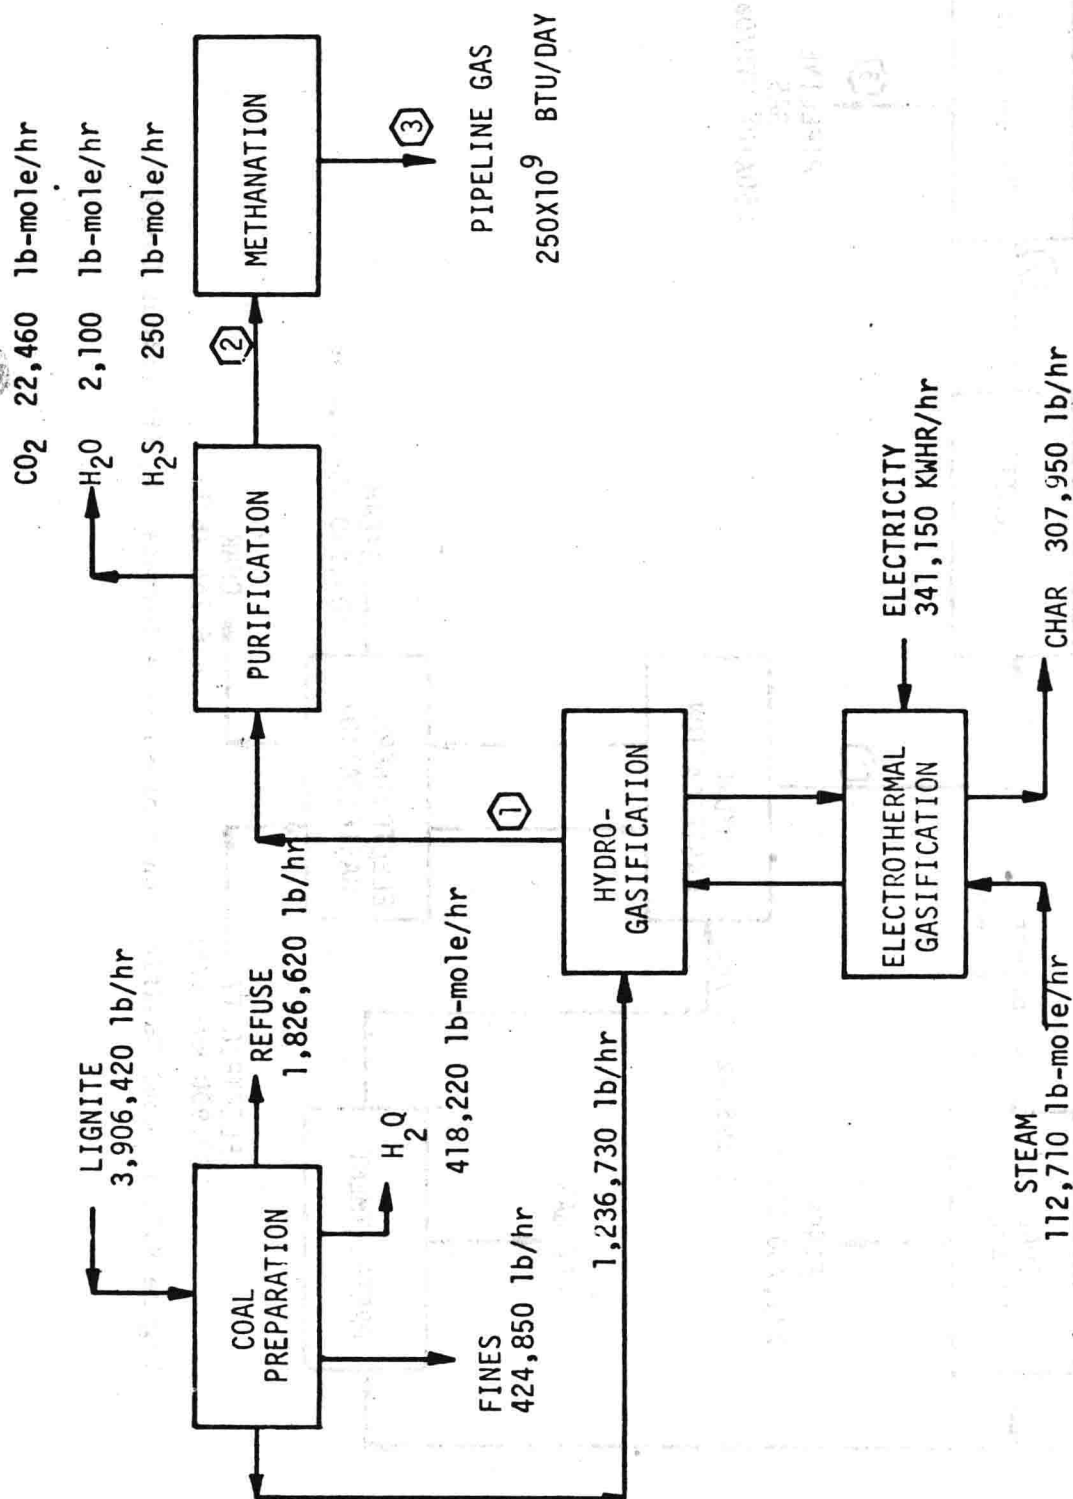 LIGNITE
3,906,420 lb/hr
COAL
PREPARATION
REFUSE
1,826,620 lb/hr
H2Q
418,220 lb-mole/hr
FINES
424,850 lb/hr
1,236,730 lb/hr
HYDRO-
GASIFICATION
1
STEAM
112,710 lb-mole/hr
ELECTROTHERMAL
GASIFICATION
ELECTRICITY
341,150 KWHR/hr
CHAR 307,950 lb/hr
PURIFICATION
CO2 22,460 lb-mole/hr
H2O 2,100 lb-mole/hr
H2S 250 lb-mole/hr
2
METHANATION
3
PIPELINE GAS
250X10^9 BTU/DAY